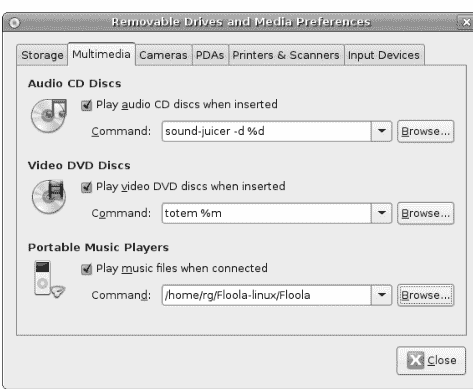 Removable Drives and Media Preferences
Storage Multimedia Cameras PDAs Printers & Scanners Input Devices
Audio CD Discs
Play audio CD discs when inserted
Command: sound-juicer -d %d Browse...
Video DVD Discs
Play video DVD discs when inserted
Command: totem %m Browse...
Portable Music Players
Play music files when connected
Command: /home/rg/Floola-linux/Floola Browse...
Close